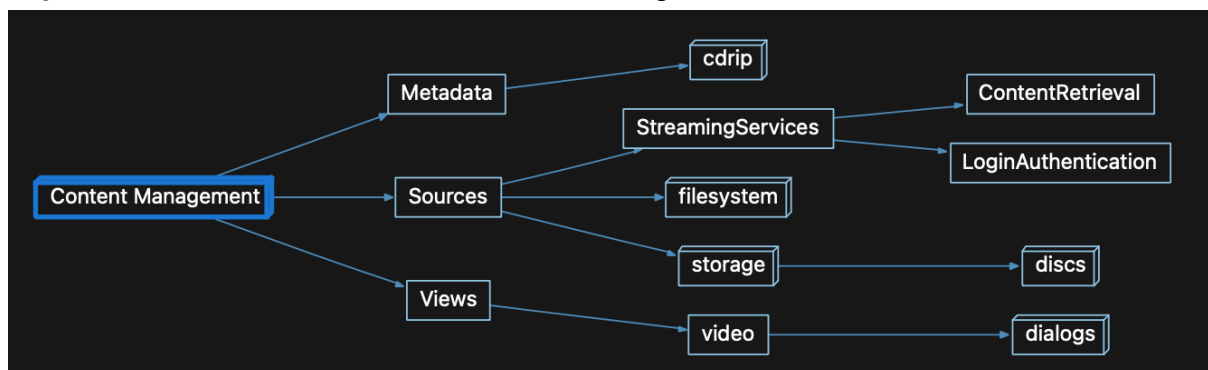 cdrip
Metadata
ContentRetrieval
StreamingServices
LoginAuthentication
Content Management
Sources
filesystem
storage
discs
Views
video
dialogs